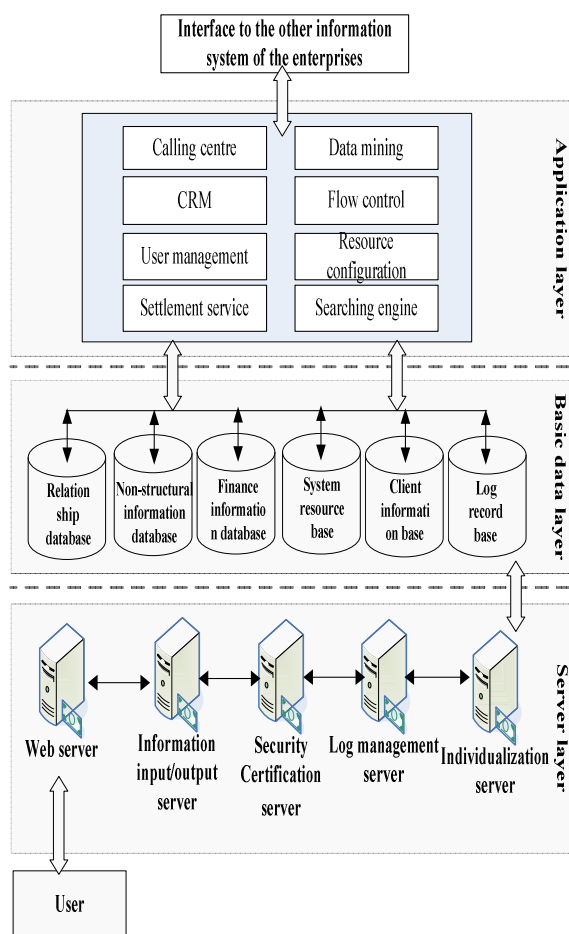 Interface to the other information
system of the enterprises
Calling centre
Data mining
CRM
Flow control
User management
Resource
configuration
Settlement service
Searching engine
Application layer
Relation
ship
database
Non-structural
information
database
Finance
informatio
n database
System
resource
base
Client
informati
on base
Log
record
base
Basic data layer
Web server
Information
input/output
server
Security
Certification
server
Log management
server
Individualization
server
Server layer
User